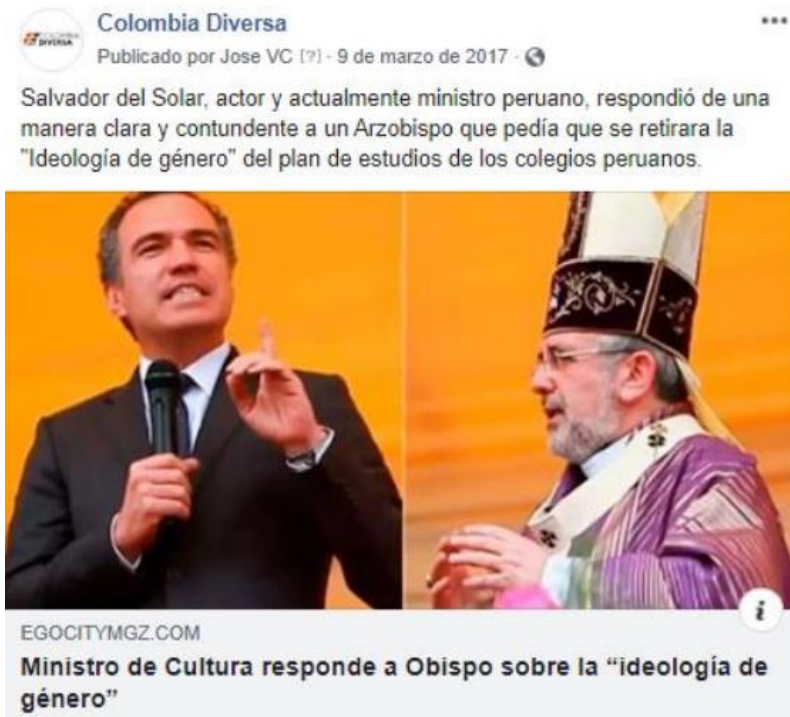 Colombia Diversa
Publicado por Jose VC [?] · 9 de marzo de 2017 ·
Salvador del Solar, actor y actualmente ministro peruano, respondió de una
manera clara y contundente a un Arzobispo que pedía que se retirara la
"Ideología de género" del plan de estudios de los colegios peruanos.
EGOCITYMGZ.COM
Ministro de Cultura responde a Obispo sobre la “ideología de
género”